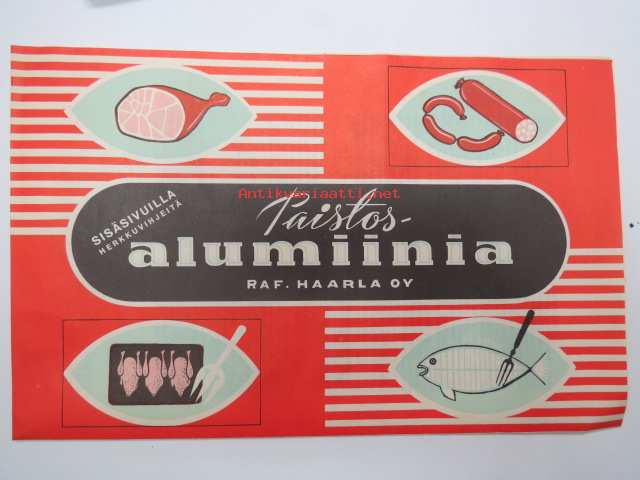 SISÄSIVUILLA
HERKKUVIHJEITÄ
Antikvariaatti.net
Paistos-
alumiinia
RAF. HAARLA OY